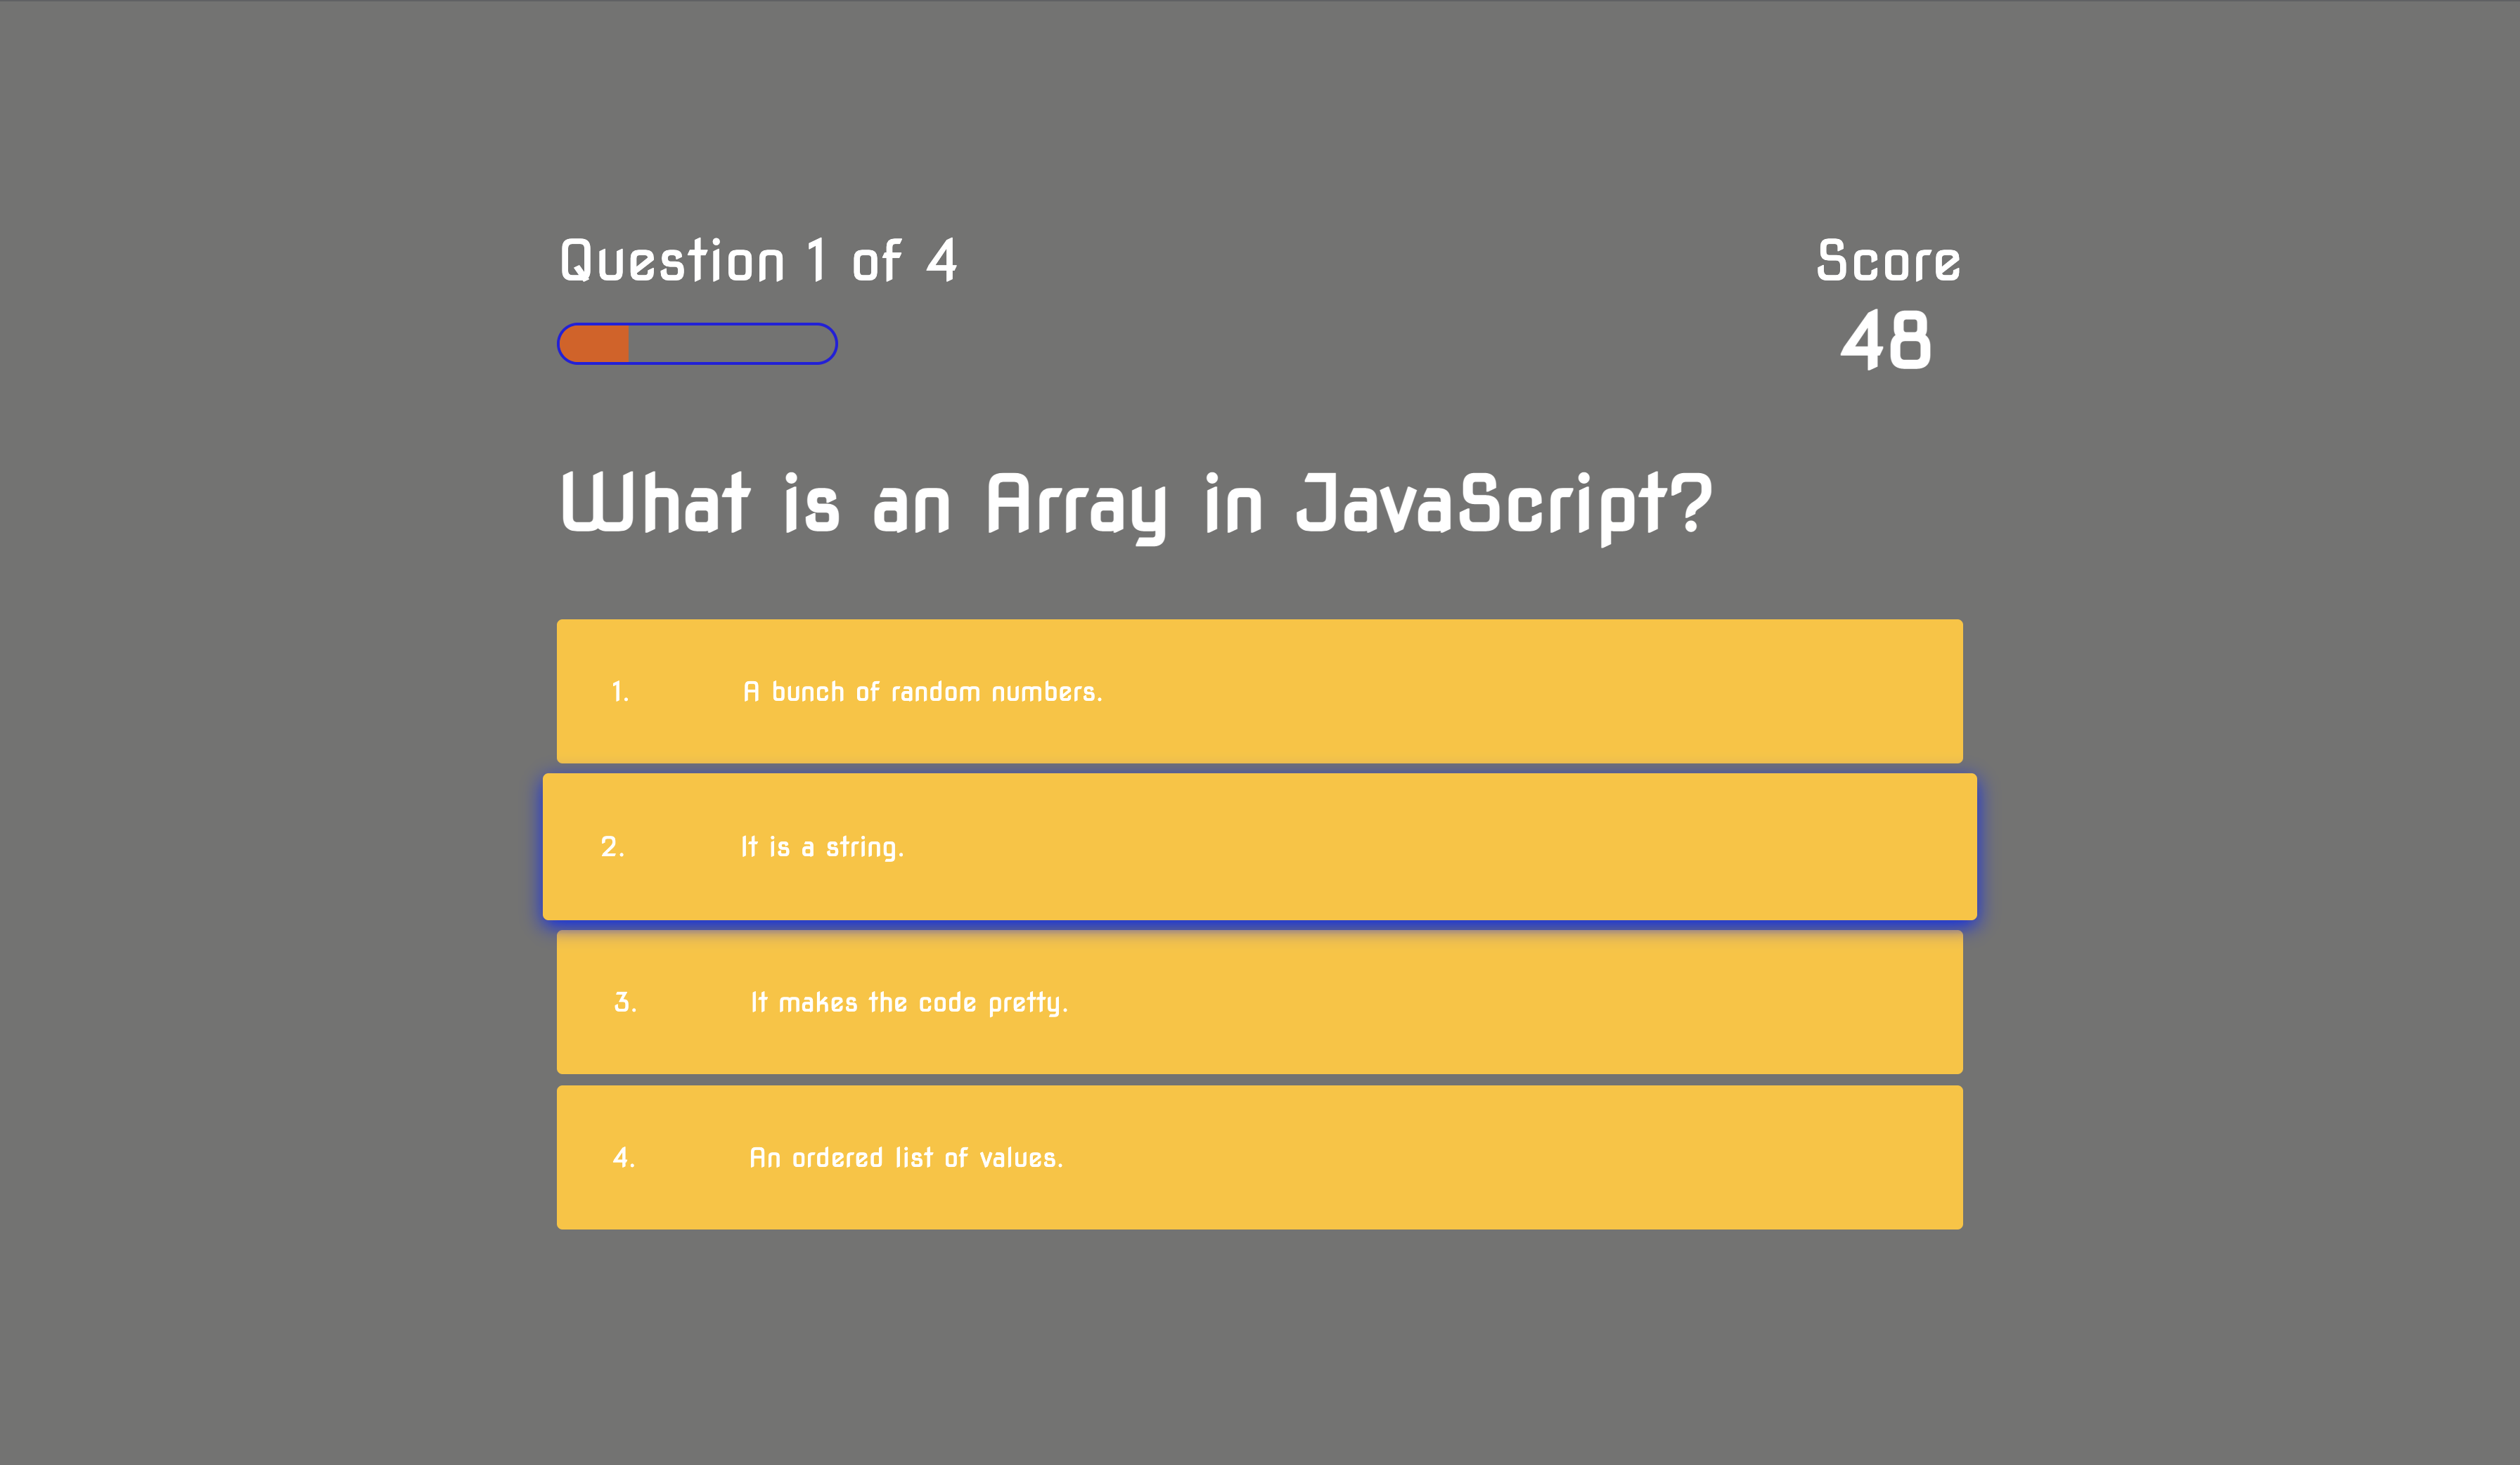 Question 1 of 4
Score
48
What is an Array in JavaScript?
1. A bunch of random numbers.
2. It is a string.
3. It makes the code pretty.
4. An ordered list of values.